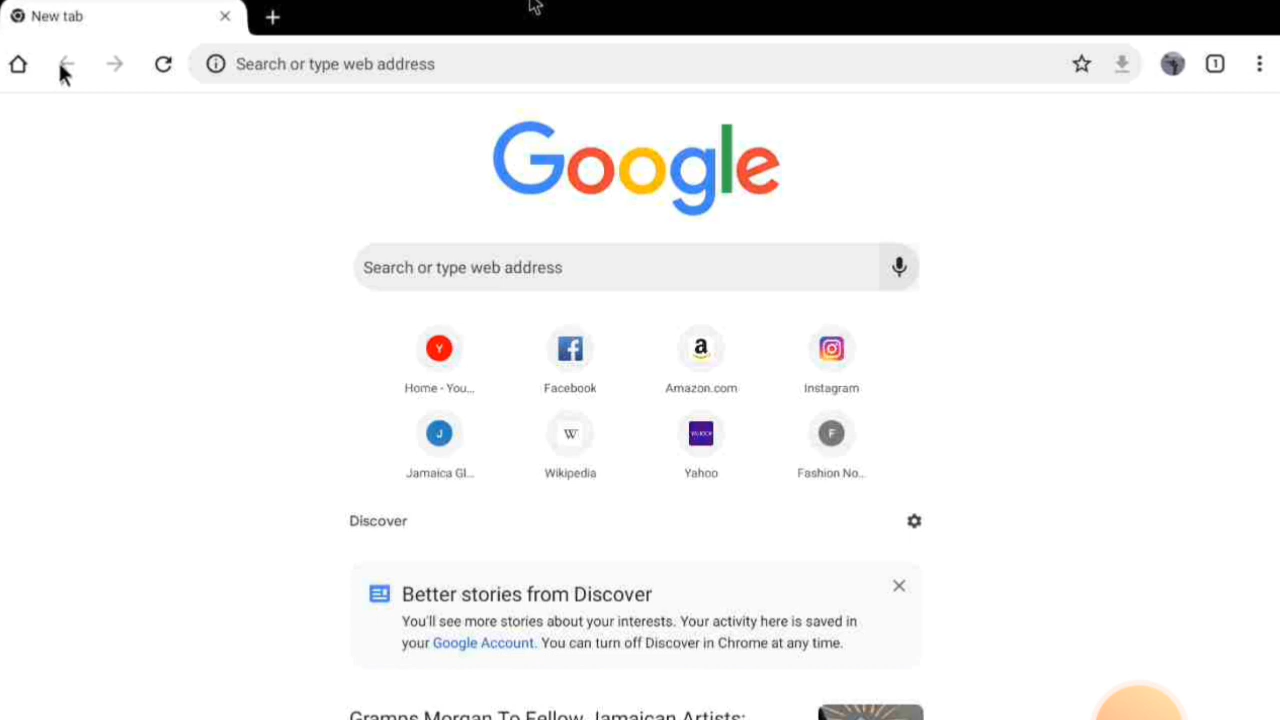 New tab
Search or type web address
1
Google
Search or type web address
Y
a
Home - You...
Facebook
Amazon.com
Instagram
J
W
YAHOO!
F
Jamaica Gl...
Wikipedia
Yahoo
Fashion No...
Discover
Better stories from Discover
You'll see more stories about your interests. Your activity here is saved in
your Google Account. You can turn off Discover in Chrome at any time.
Gramps Morgan To Fellow Jamaican Artists: